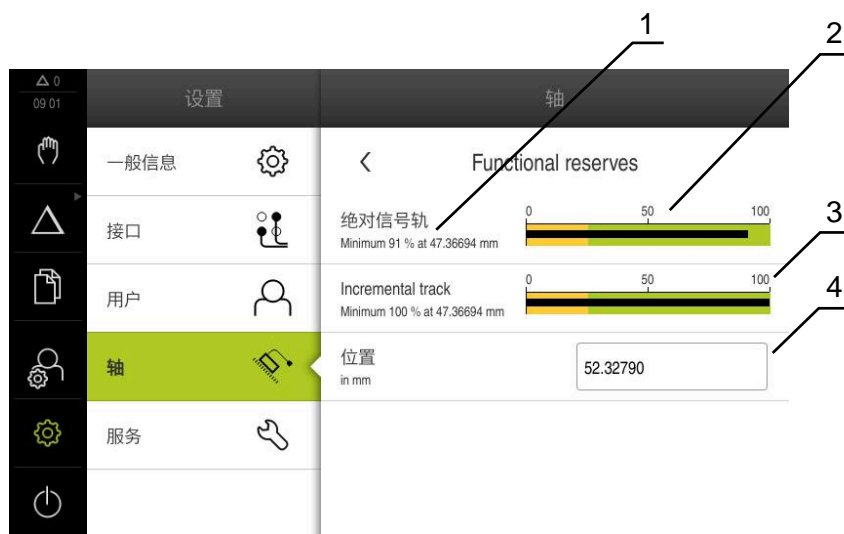 1
2
△ 0
09 01
设置
轴
一般信息
Functional reserves
接口
绝对信号轨
Minimum 91 % at 47.36694 mm
0 50 100
3
用户
Incremental track
Minimum 100 % at 47.36694 mm
0 50 100
4
轴
位置
in mm
52.32790
服务